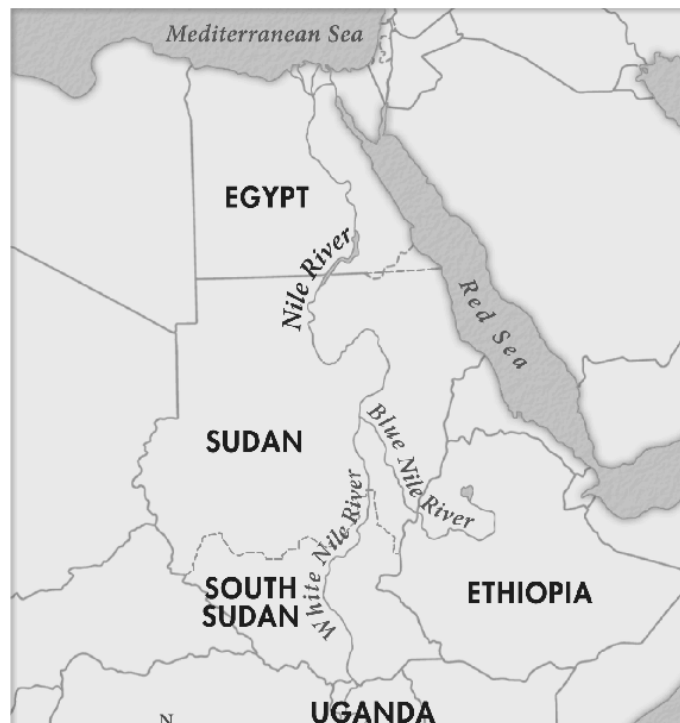 Mediterranean Sea
EGYPT
Nile River
Red Sea
SUDAN
Blue Nile River
White Nile River
SOUTH
SUDAN
ETHIOPIA
UGANDA
N